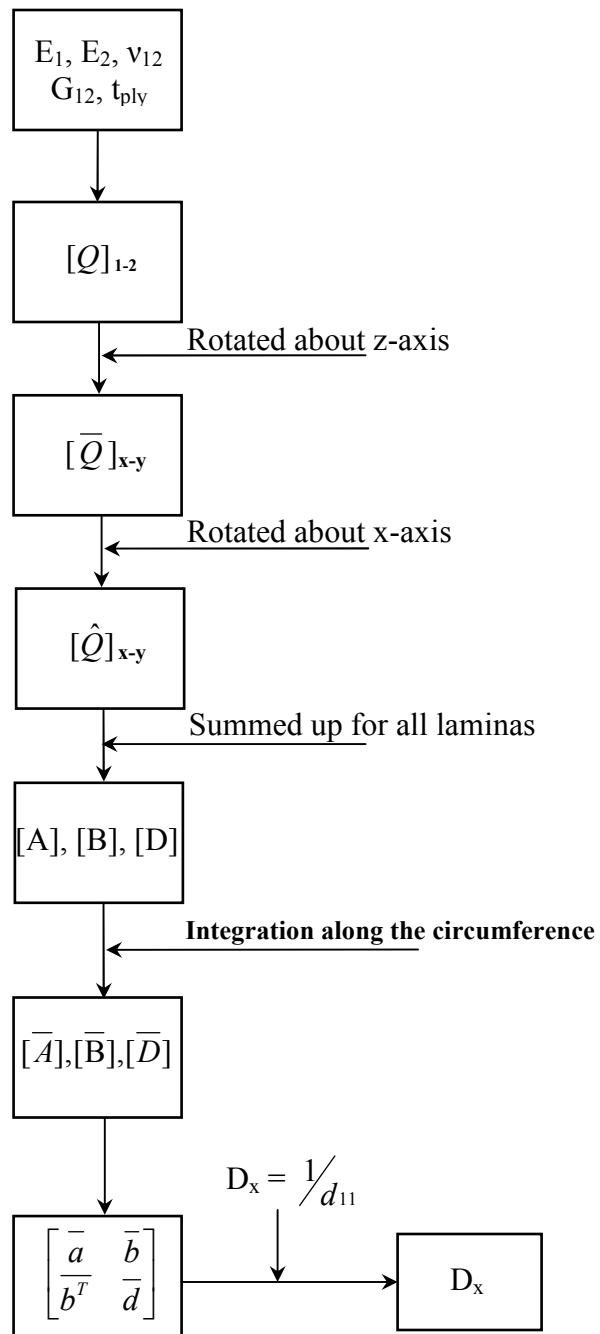 E₁, E₂, ν₁₂
G₁₂, t_ply
[Q]₁₋₂
Rotated about z-axis
[Q̅]x-y
Rotated about x-axis
[Q̂]x-y
Summed up for all laminas
[A], [B], [D]
Integration along the circumference
[A̅],[B̅],[D̅]
Dₓ = 1/d₁₁
[a̅ b̅
b̅ᵀ d̅]
Dₓ